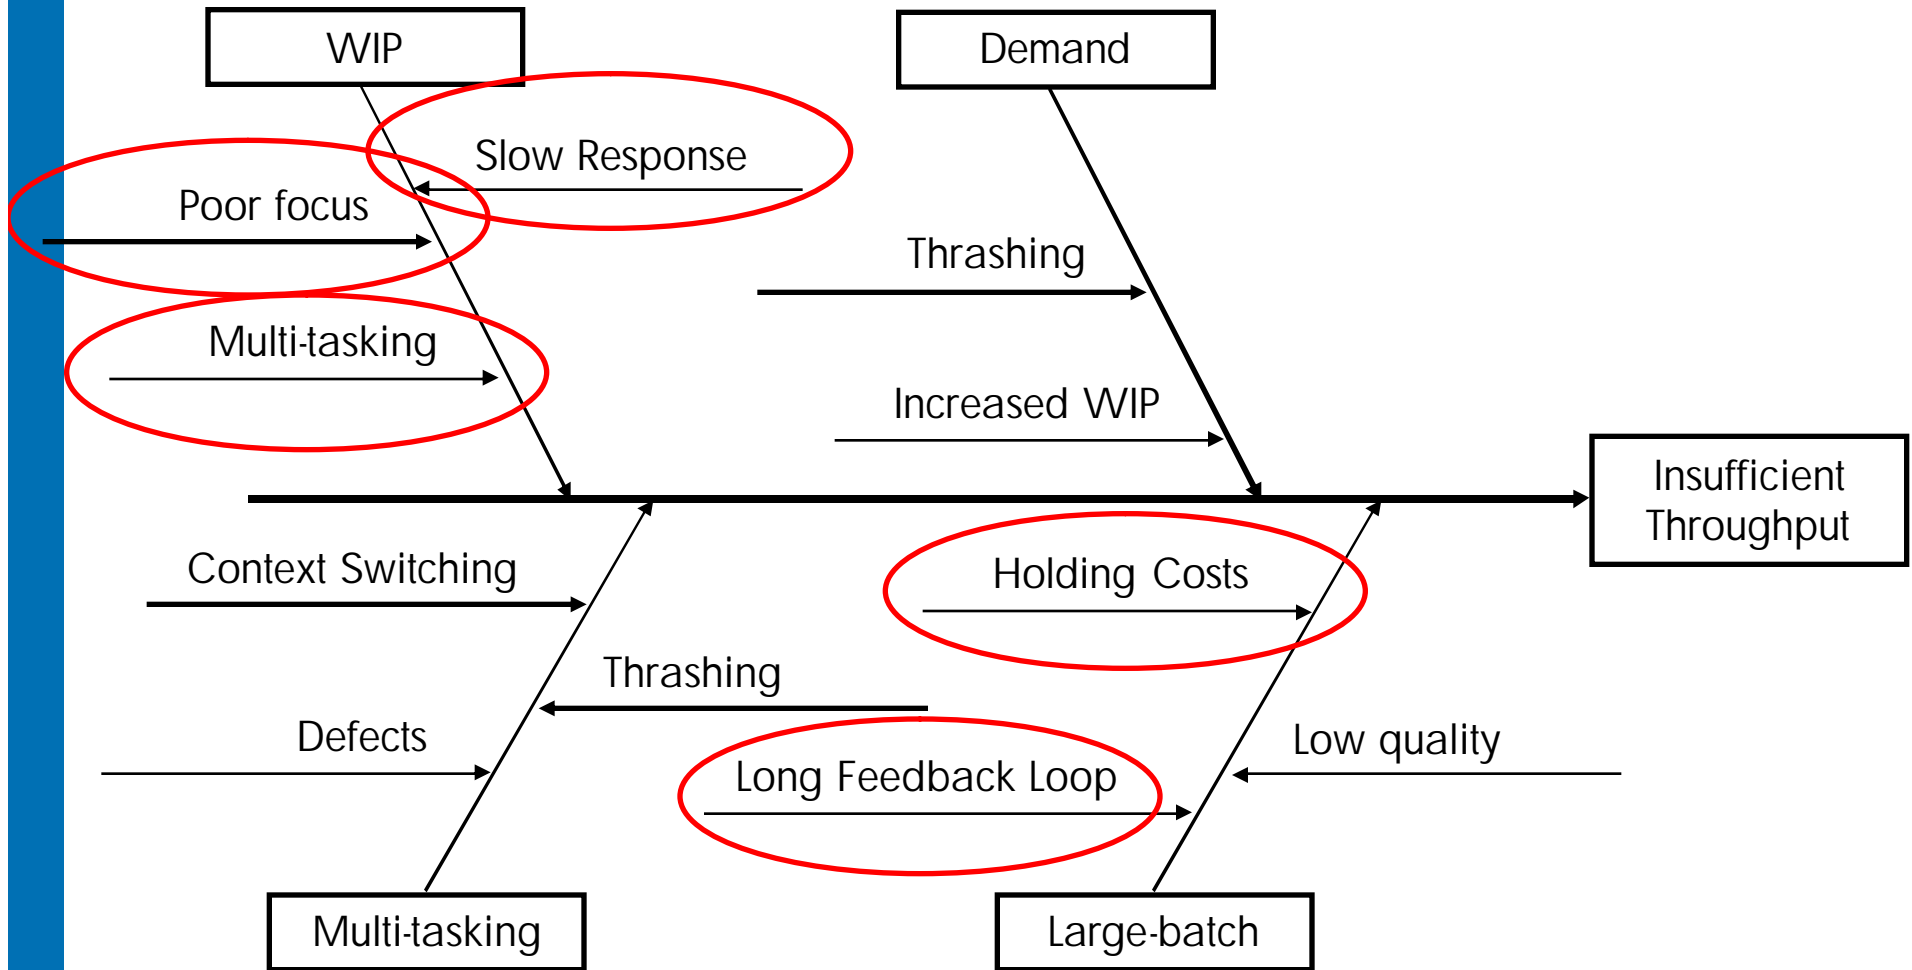 WIP
Demand
Slow Response
Poor focus
Thrashing
Multi-tasking
Increased WIP
Insufficient
Throughput
Context Switching
Holding Costs
Thrashing
Defects
Low quality
Long Feedback Loop
Multi-tasking
Large-batch